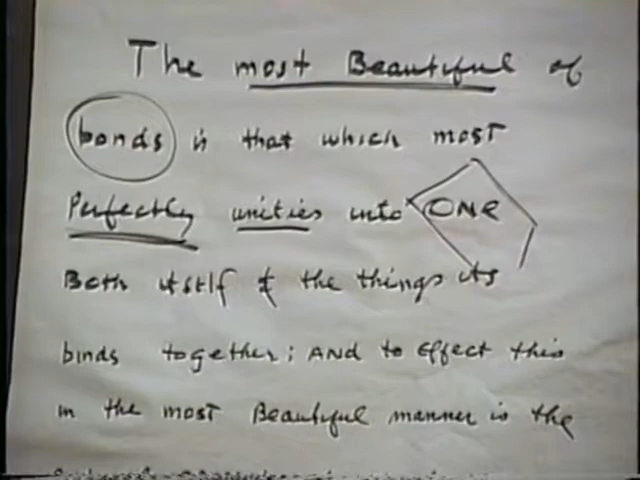 The most Beautiful of
bonds is that which most
Perfectly unities into ONE
Both itself & the things its
binds together; AND to Effect this
in the most Beautiful manner is the